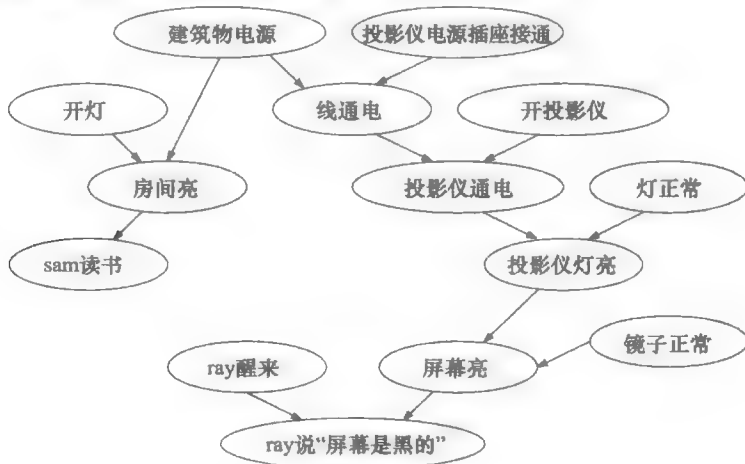 建筑物电源
投影仪电源插座接通
开灯
线通电
开投影仪
房间亮
投影仪通电
灯正常
sam读书
投影仪灯亮
镜子正常
ray醒来
屏幕亮
ray说“屏幕是黑的”